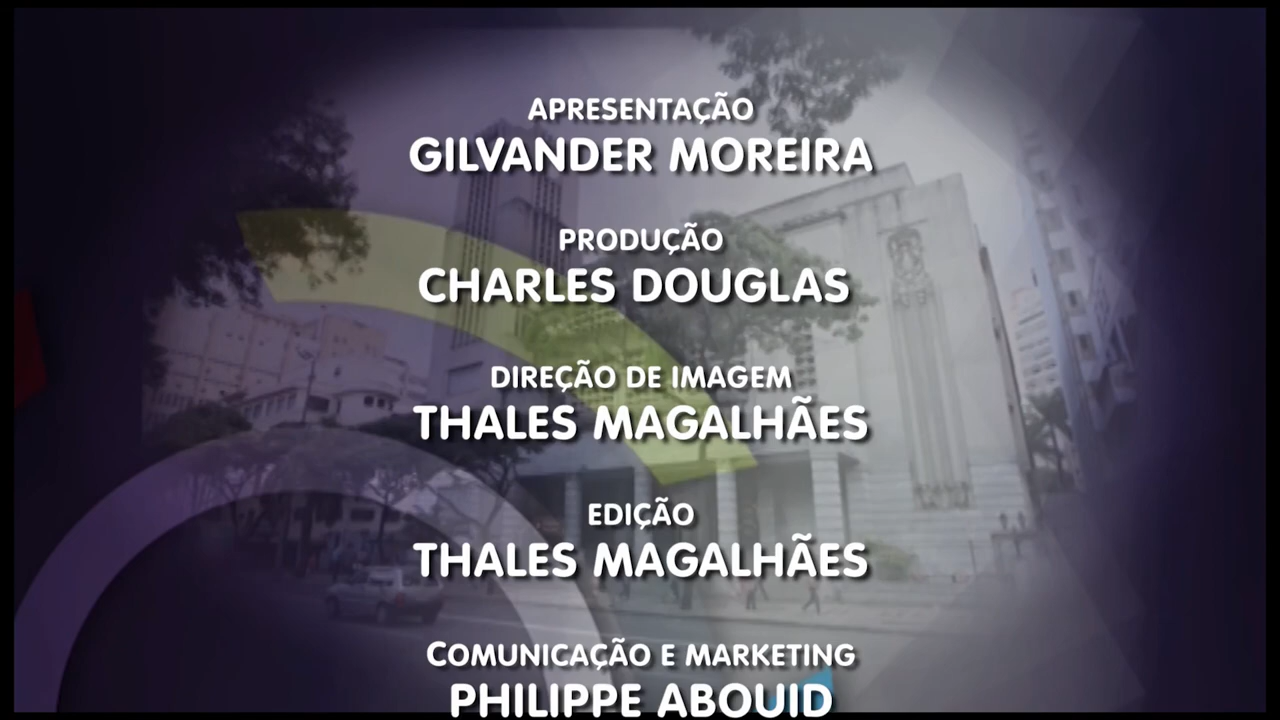 APRESENTAÇÃO
GILVANDER MOREIRA
PRODUÇÃO
CHARLES DOUGLAS
DIREÇÃO DE IMAGEM
THALES MAGALHÃES
EDIÇÃO
THALES MAGALHÃES
COMUNICAÇÃO E MARKETING
PHILIPPE ABOUID